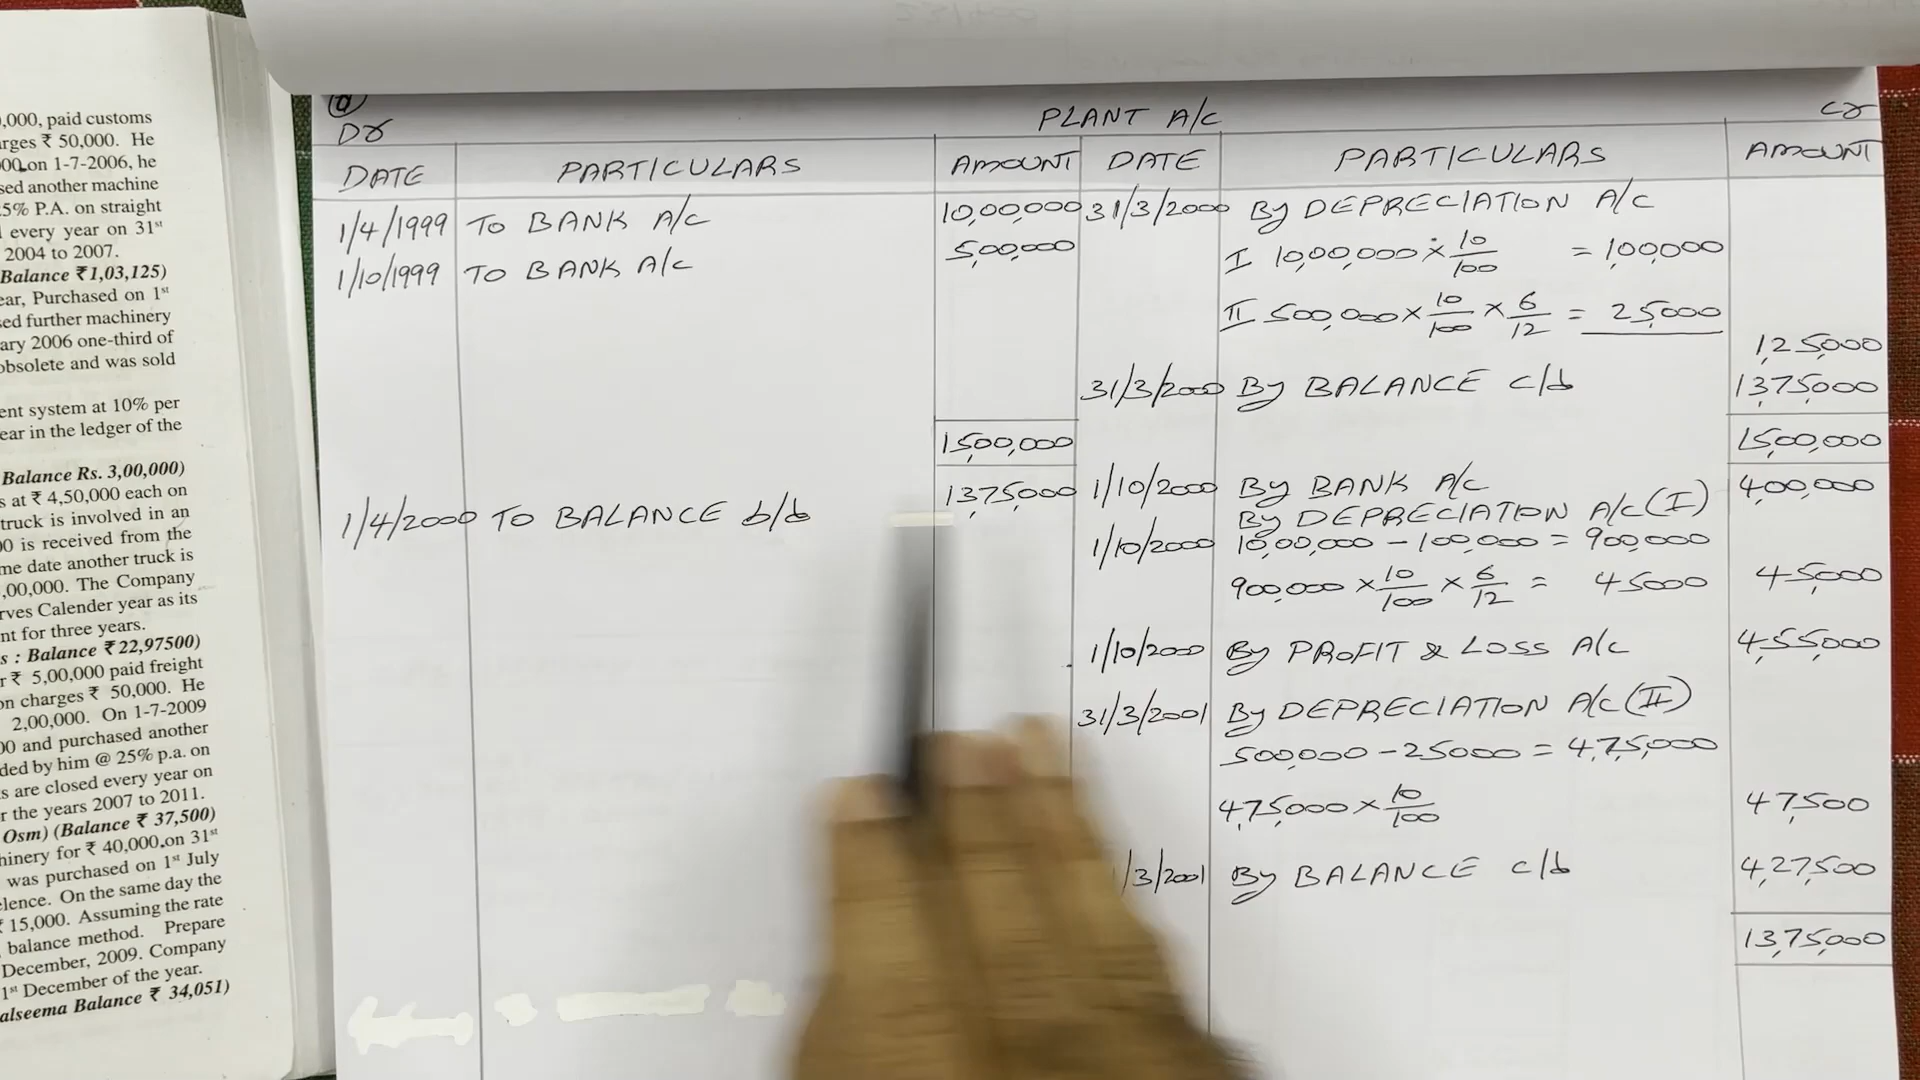 ,000, paid customs
arges ₹ 50,000. He
on 1-7-2006, he
sed another machine
5% P.A. on straight
every year on 31st
2004 to 2007.
Balance ₹1,03,125)
ear, Purchased on 1st
sed further machinery
ary 2006 one-third of
obsolete and was sold
ent system at 10% per
ear in the ledger of the
Balance Rs. 3,00,000)
s at ₹ 4,50,000 each on
truck is involved in an
00 is received from the
me date another truck is
,00,000. The Company
rves Calender year as its
nt for three years.
s : Balance ₹ 22,97500)
r ₹ 5,00,000 paid freight
on charges ₹ 50,000. He
2,00,000. On 1-7-2009
00 and purchased another
ded by him @ 25% p.a. on
s are closed every year on
r the years 2007 to 2011.
Osm) (Balance ₹ 37,500)
hinery for ₹ 40,000.on 31st
was purchased on 1st July
elence. On the same day the
₹ 15,000. Assuming the rate
balance method. Prepare
December, 2009. Company
1st December of the year.
alseema Balance ₹ 34,051)
PLANT A/C
Dr Cr
DATE PARTICULARS AMOUNT DATE PARTICULARS AMOUNT
1/4/1999 TO BANK A/C 10,00,000 31/3/2000 By DEPRECIATION A/C
1/10/1999 TO BANK A/C 5,00,000 I 10,00,000 × 10/100 = 1,00,000
II 500,000 × 10/100 × 6/12 = 25,000
1,25,000
31/3/2000 By BALANCE c/d 13,75,000
15,00,000 15,00,000
1/4/2000 TO BALANCE b/d 13,75,000 1/10/2000 By BANK A/C 4,00,000
By DEPRECIATION A/C (I)
1/10/2000 10,00,000 - 100,000 = 900,000
900,000 × 10/100 × 6/12 = 45000 45,000
1/10/2000 By PROFIT & LOSS A/C 4,55,000
31/3/2001 By DEPRECIATION A/C (II)
500,000 - 25000 = 4,75,000
4,75,000 × 10/100 47,500
/3/2001 By BALANCE c/d 4,27,500
13,75,000